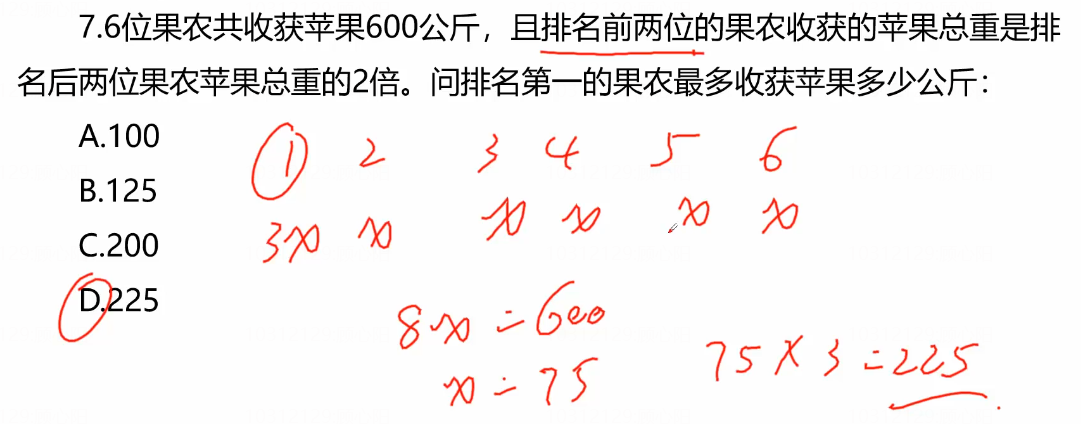 7.6位果农共收获苹果600公斤，且排名前两位的果农收获的苹果总重是排
名后两位果农苹果总重的2倍。问排名第一的果农最多收获苹果多少公斤：
A.100
B.125
C.200
D.225
1 2 3 4 5 6
3x x x x x x
8x=600
x=75
75×3=225